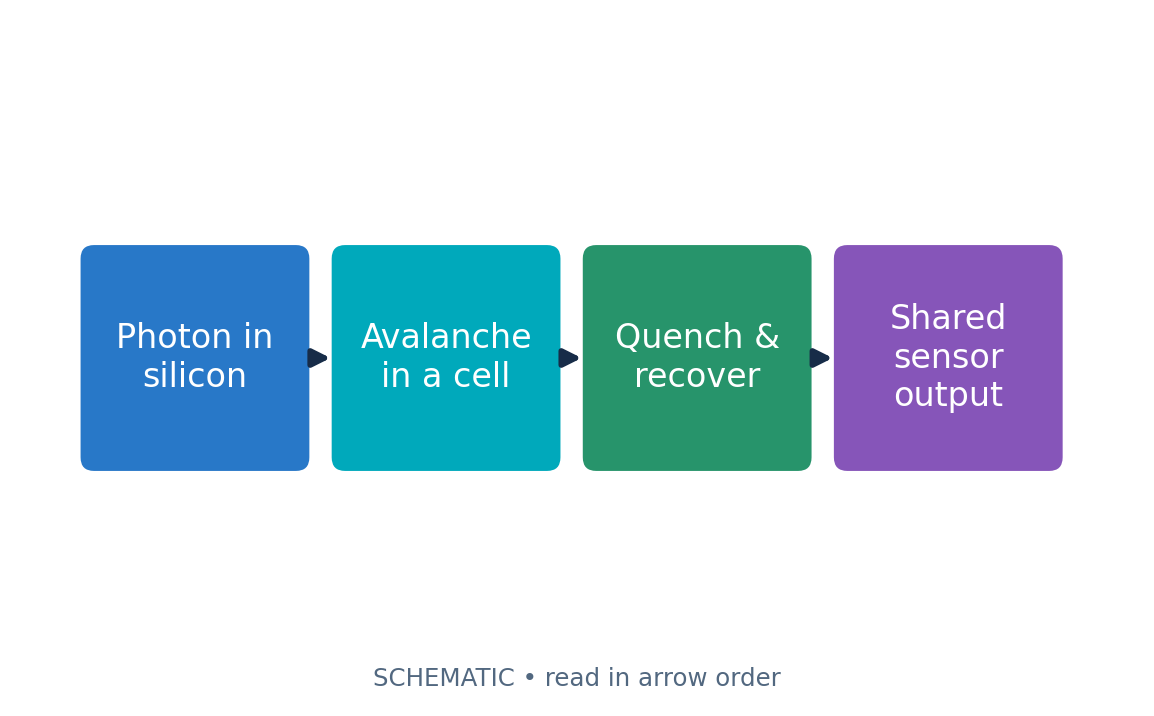 Photon in
silicon
Avalanche
in a cell
Quench &
recover
Shared
sensor
output
SCHEMATIC • read in arrow order